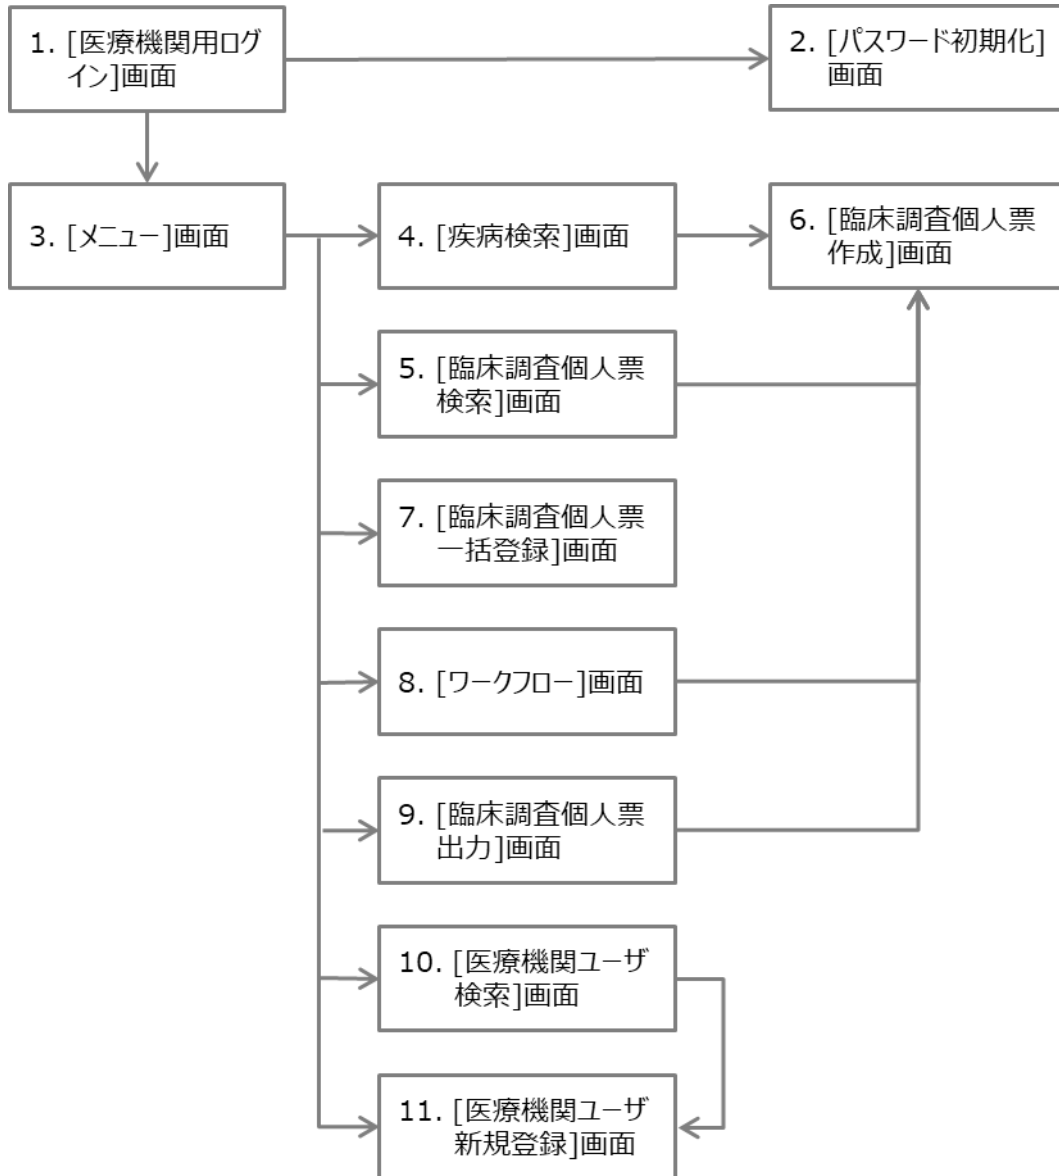 1. [医療機関用ログ
イン]画面
2. [パスワード初期化]
画面
3. [メニュー]画面
4. [疾病検索]画面
6. [臨床調査個人票
作成]画面
5. [臨床調査個人票
検索]画面
7. [臨床調査個人票
一括登録]画面
8. [ワークフロー]画面
9. [臨床調査個人票
出力]画面
10. [医療機関ユーザ
検索]画面
11. [医療機関ユーザ
新規登録]画面